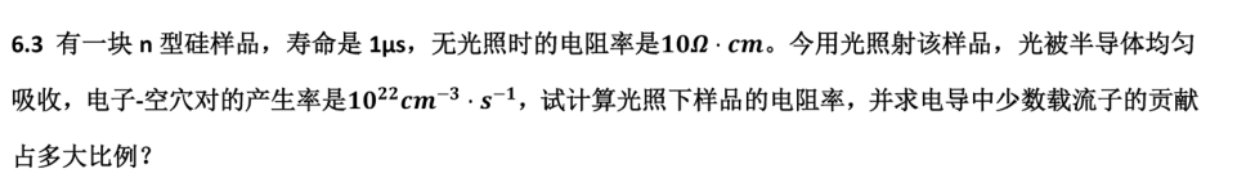 6.3 有一块 n 型硅样品，寿命是 1μs，无光照时的电阻率是10Ω · cm。今用光照射该样品，光被半导体均匀
吸收，电子-空穴对的产生率是10²²cm⁻³ · s⁻¹，试计算光照下样品的电阻率，并求电导中少数载流子的贡献
占多大比例？